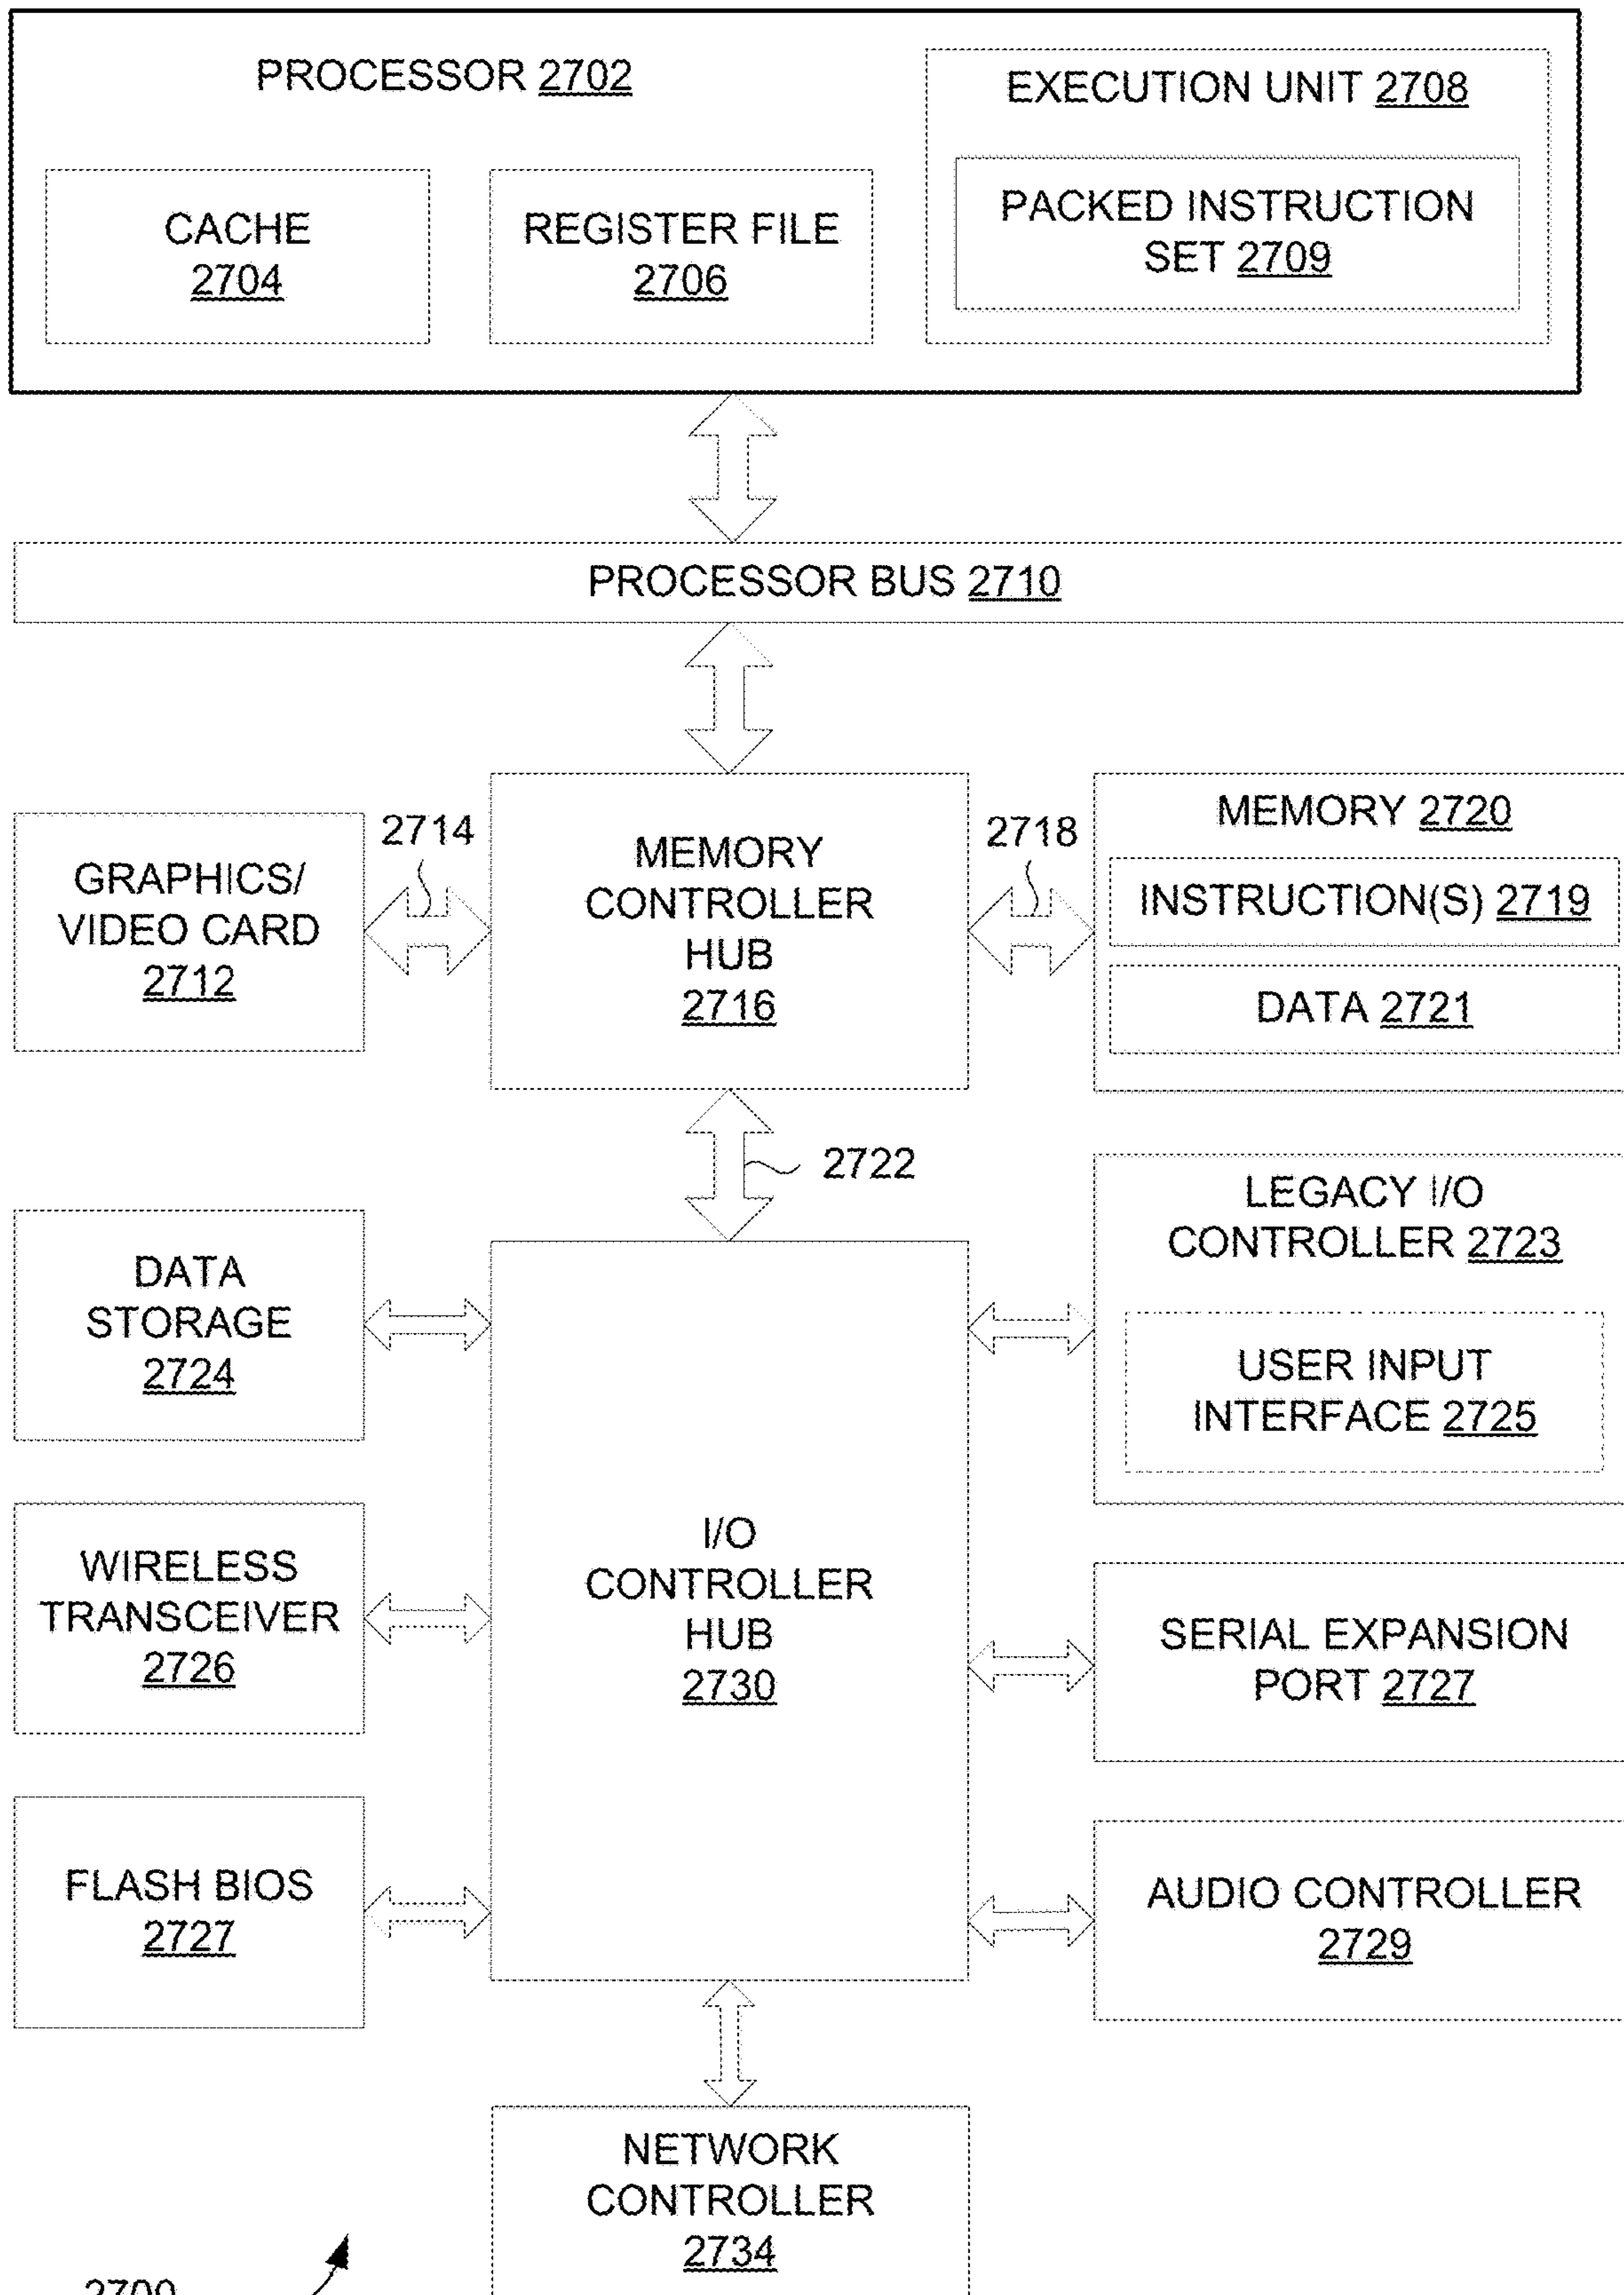 PROCESSOR 2702
EXECUTION UNIT 2708
PACKED INSTRUCTION
SET 2709
CACHE
2704
REGISTER FILE
2706
PROCESSOR BUS 2710
GRAPHICS/
VIDEO CARD
2712
2714
MEMORY
CONTROLLER
HUB
2716
2718
MEMORY 2720
INSTRUCTION(S) 2719
DATA 2721
2722
DATA
STORAGE
2724
LEGACY I/O
CONTROLLER 2723
USER INPUT
INTERFACE 2725
WIRELESS
TRANSCEIVER
2726
I/O
CONTROLLER
HUB
2730
SERIAL EXPANSION
PORT 2727
FLASH BIOS
2727
AUDIO CONTROLLER
2729
NETWORK
CONTROLLER
2734
2700